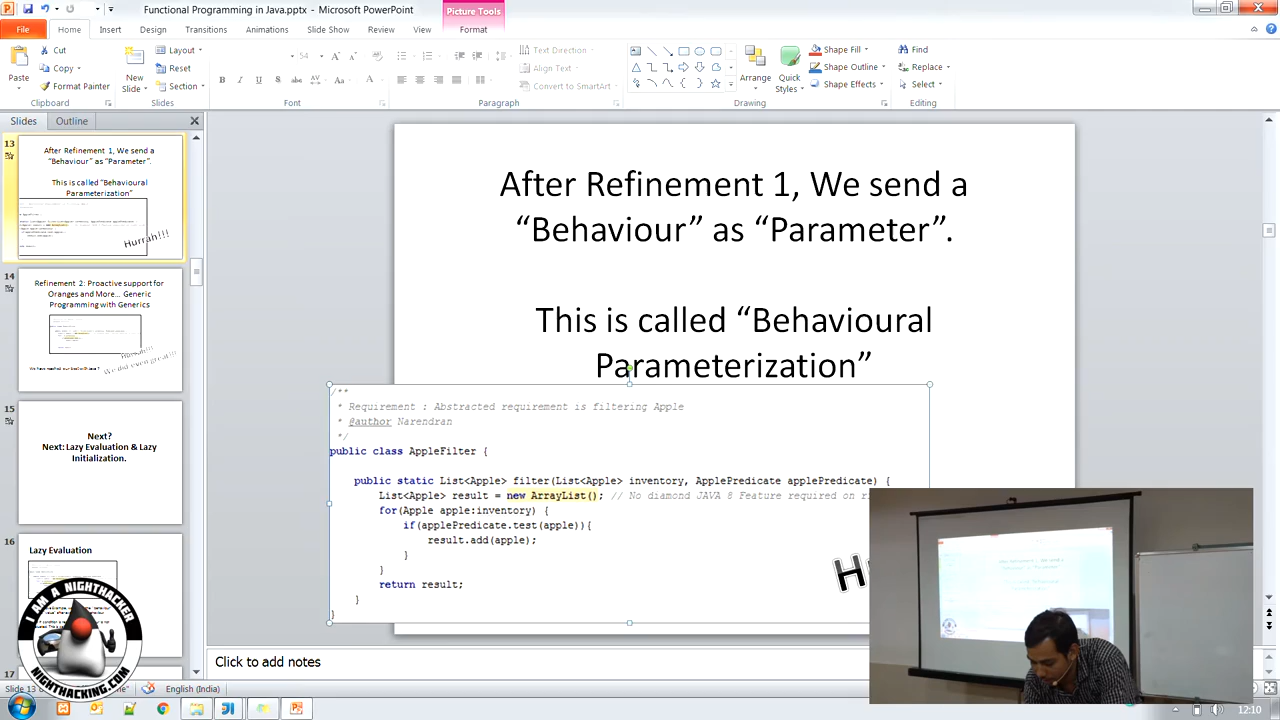 Functional Programming in Java.pptx - Microsoft PowerPoint
Picture Tools
File
Home
Insert
Design
Transitions
Animations
Slide Show
Review
View
Format
Paste
Cut
Copy
Format Painter
Clipboard
New
Slide
Layout
Reset
Section
Slides
54
Font
Text Direction
Align Text
Convert to SmartArt
Paragraph
Arrange
Quick
Styles
Shape Fill
Shape Outline
Shape Effects
Drawing
Find
Replace
Select
Editing
Slides
Outline
13
After Refinement 1, We send a
"Behaviour" as "Parameter".
This is called "Behavioural
Parameterization"
Hurrah!!!
14
Refinement 2: Proactive support for
Oranges and More... Generic
Programming with Generics
15
Next?
Next: Lazy Evaluation & Lazy
Initialization.
16
Lazy Evaluation
17
I AM A NIGHTHACKER
NIGHTHACKING.COM
After Refinement 1, We send a
“Behaviour” as “Parameter”.
This is called “Behavioural
Parameterization”
/**
* Requirement : Abstracted requirement is filtering Apple
* @author Narendran
*/
public class AppleFilter {
public static List<Apple> filter(List<Apple> inventory, ApplePredicate applePredicate) {
List<Apple> result = new ArrayList(); // No diamond JAVA 8 Feature required on
for(Apple apple:inventory) {
if(applePredicate.test(apple)){
result.add(apple);
}
}
return result;
}
}
Click to add notes
Slide 13
English (India)
12:10